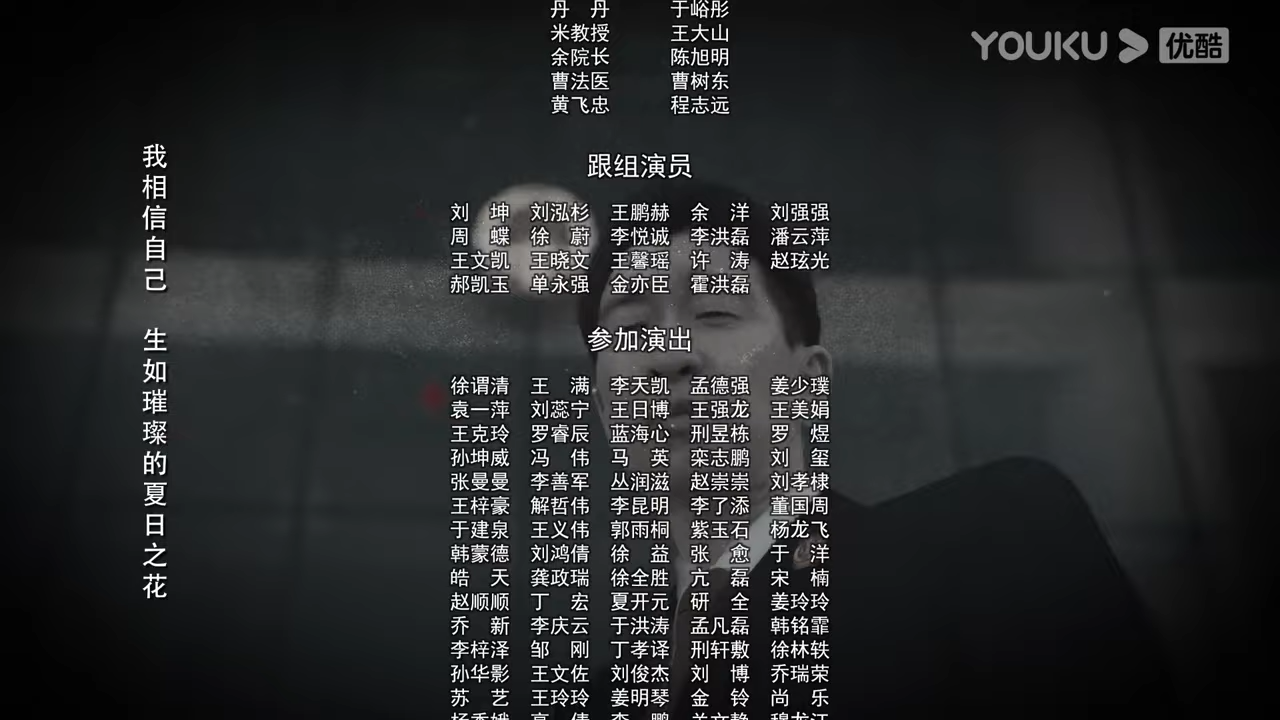 丹 丹 于峪彤
米教授 王大山
余院长 陈旭明
曹法医 曹树东
黄飞忠 程志远
YOUKU 优酷
跟组演员
刘 坤 刘泓杉 王鹏赫 余 洋 刘强强
周 蝶 徐 蔚 李悦诚 李洪磊 潘云萍
王文凯 王晓文 王馨瑶 许 涛 赵玹光
郝凯玉 单永强 金亦臣 霍洪磊
参加演出
徐谓清 王 满 李天凯 孟德强 姜少璞
袁一萍 刘蕊宁 王日博 王强龙 王美娟
王克玲 罗睿辰 蓝海心 刑昱栋 罗 煜
孙坤威 冯 伟 马 英 栾志鹏 刘 玺
张曼曼 李善军 丛润滋 赵崇崇 刘孝棣
王梓豪 解哲伟 李昆明 李了添 董国周
于建泉 王义伟 郭雨桐 紫玉石 杨龙飞
韩蒙德 刘鸿倩 徐 益 张 愈 于 洋
皓 天 龚政瑞 徐全胜 亢 磊 宋 楠
赵顺顺 丁 宏 夏开元 研 全 姜玲玲
乔 新 李庆云 于洪涛 孟凡磊 韩铭霏
李梓泽 邹 刚 丁孝译 刑轩敷 徐林轶
孙华影 王文佐 刘俊杰 刘 博 乔瑞荣
苏 艺 王玲玲 姜明琴 金 铃 尚 乐
我相信自己 生如璀璨的夏日之花